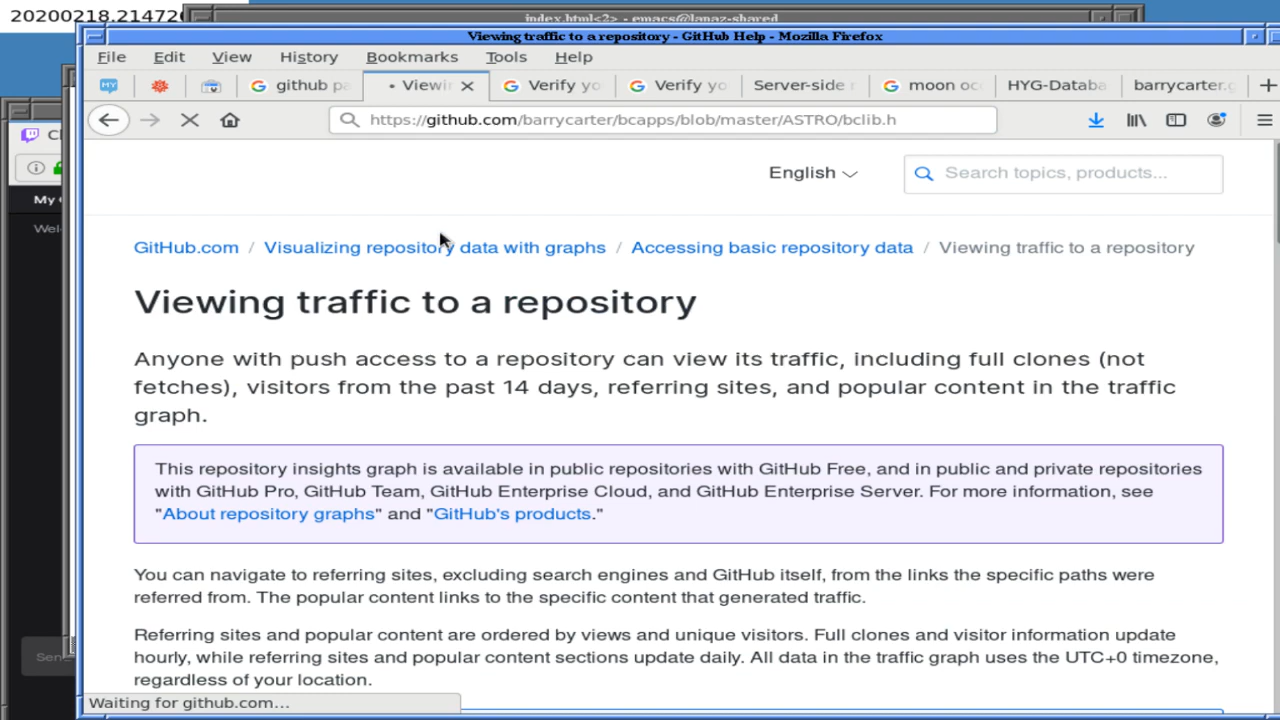 20200218.21472
index.html<2> - emacs@lanaz-shared
Viewing traffic to a repository - GitHub Help - Mozilla Firefox
File Edit View History Bookmarks Tools Help
github pa Viewin Verify yo Verify yo Server-side r moon occ HYG-Databa barrycarter.g
https://github.com/barrycarter/bcapps/blob/master/ASTRO/bclib.h
My
Wel
English
Search topics, products...
GitHub.com / Visualizing repository data with graphs / Accessing basic repository data / Viewing traffic to a repository
Viewing traffic to a repository
Anyone with push access to a repository can view its traffic, including full clones (not
fetches), visitors from the past 14 days, referring sites, and popular content in the traffic
graph.
This repository insights graph is available in public repositories with GitHub Free, and in public and private repositories
with GitHub Pro, GitHub Team, GitHub Enterprise Cloud, and GitHub Enterprise Server. For more information, see
"About repository graphs" and "GitHub's products."
You can navigate to referring sites, excluding search engines and GitHub itself, from the links the specific paths were
referred from. The popular content links to the specific content that generated traffic.
Referring sites and popular content are ordered by views and unique visitors. Full clones and visitor information update
hourly, while referring sites and popular content sections update daily. All data in the traffic graph uses the UTC+0 timezone,
regardless of your location.
Sen
Waiting for github.com...